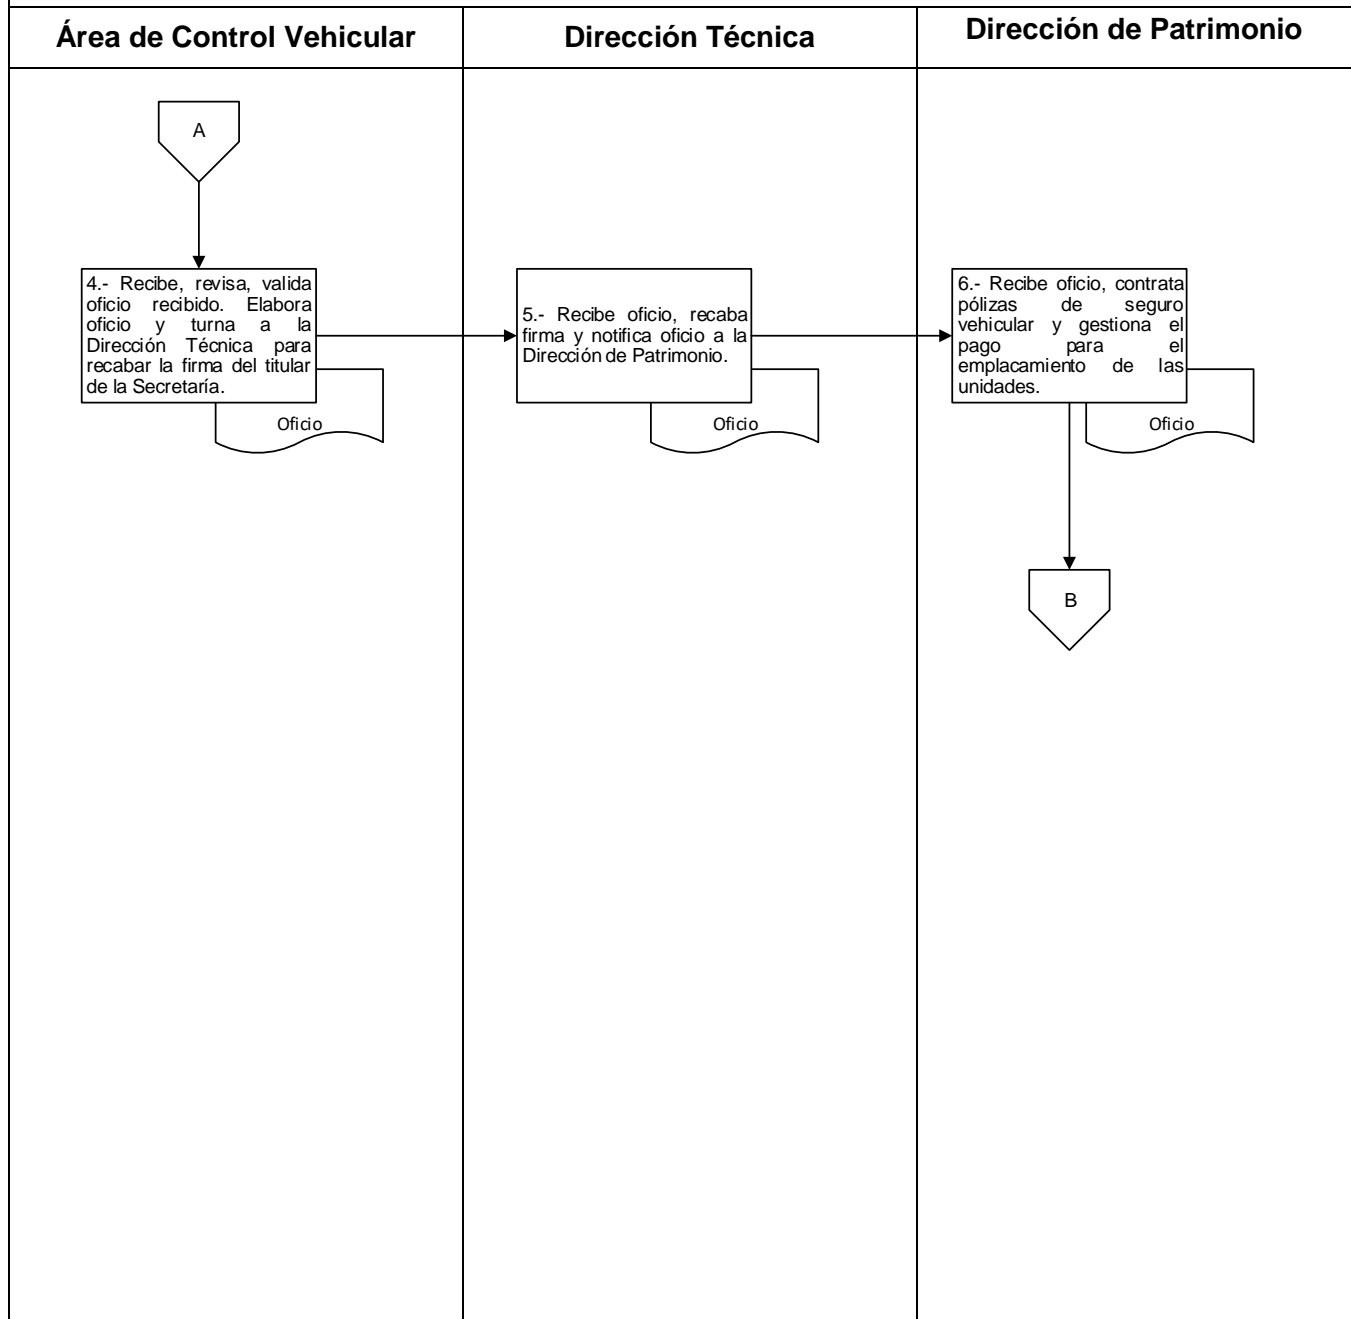 Área de Control Vehicular
Dirección Técnica
Dirección de Patrimonio
A
4.- Recibe, revisa, valida
oficio recibido. Elabora
oficio y turna a la
Dirección Técnica para
recabar la firma del titular
de la Secretaría.
Oficio
5.- Recibe oficio, recaba
firma y notifica oficio a la
Dirección de Patrimonio.
Oficio
6.- Recibe oficio, contrata
pólizas de seguro
vehicular y gestiona el
pago para el
emplacamiento de las
unidades.
Oficio
B